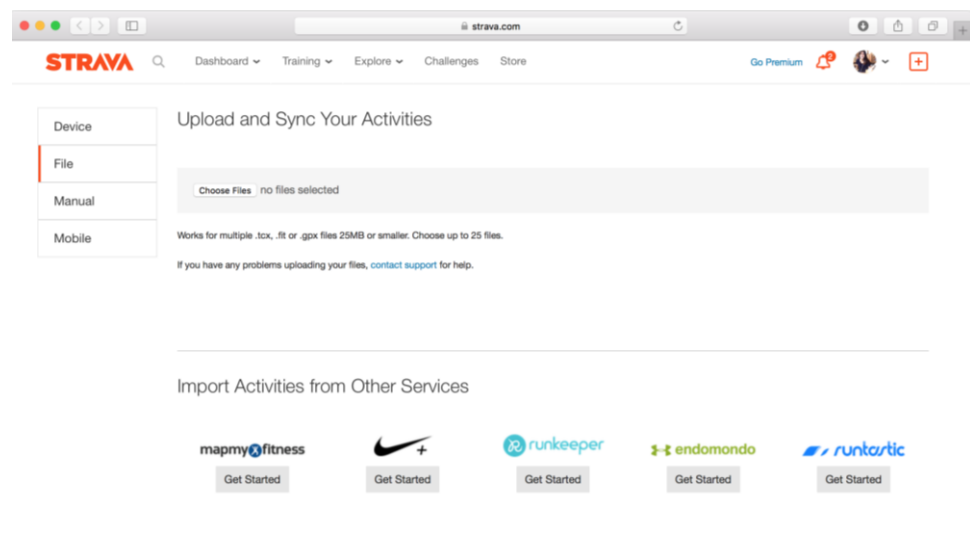 strava.com
STRAVA Dashboard Training Explore Challenges Store Go Premium 2
Device
File
Manual
Mobile
Upload and Sync Your Activities
Choose Files no files selected
Works for multiple .tcx, .fit or .gpx files 25MB or smaller. Choose up to 25 files.
If you have any problems uploading your files, contact support for help.
Import Activities from Other Services
mapmyfitness + runkeeper endomondo runtastic
Get Started Get Started Get Started Get Started Get Started